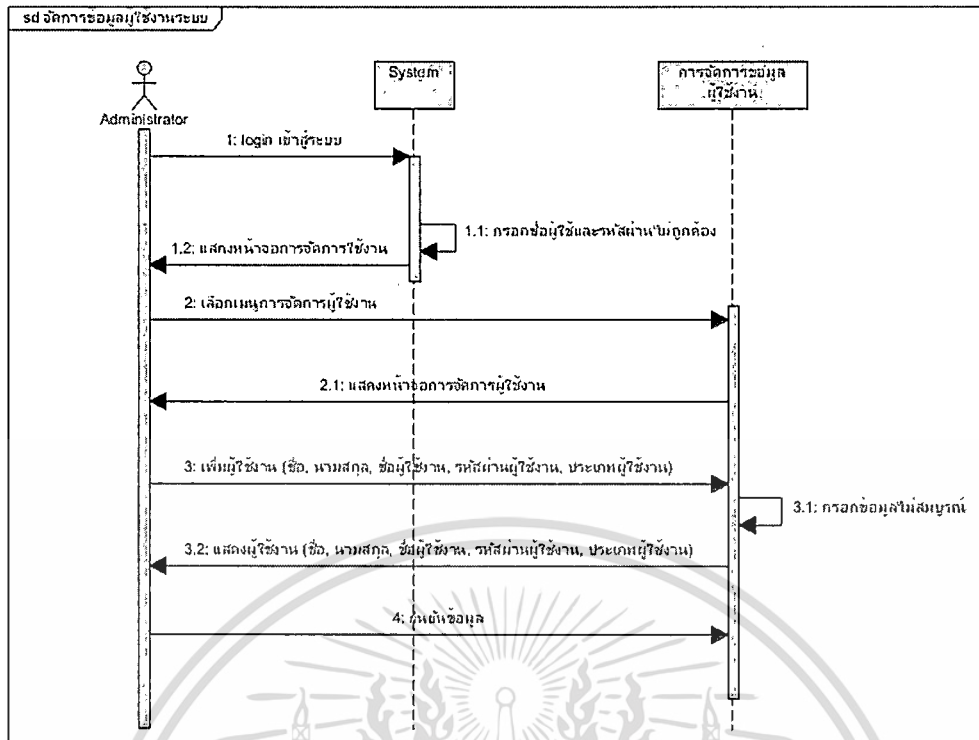 sd จัดการข้อมูลผู้ใช้งานระบบ
System
การจัดการข้อมูล
ผู้ใช้งาน
Administrator
1: login เข้าสู่ระบบ
1.1: กรอกชื่อผู้ใช้และรหัสผ่านไม่ถูกต้อง
1.2: แสดงหน้าจอการจัดการใช้งาน
2: เลือกเมนูการจัดการผู้ใช้งาน
2.1: แสดงหน้าจอการจัดการผู้ใช้งาน
3: เพิ่มผู้ใช้งาน (ชื่อ, นามสกุล, ชื่อผู้ใช้งาน, รหัสผ่านผู้ใช้งาน, ประเภทผู้ใช้งาน)
3.1: กรอกข้อมูลไม่สมบูรณ์
3.2: แสดงผู้ใช้งาน (ชื่อ, นามสกุล, ชื่อผู้ใช้งาน, รหัสผ่านผู้ใช้งาน, ประเภทผู้ใช้งาน)
4: ยืนยันข้อมูล